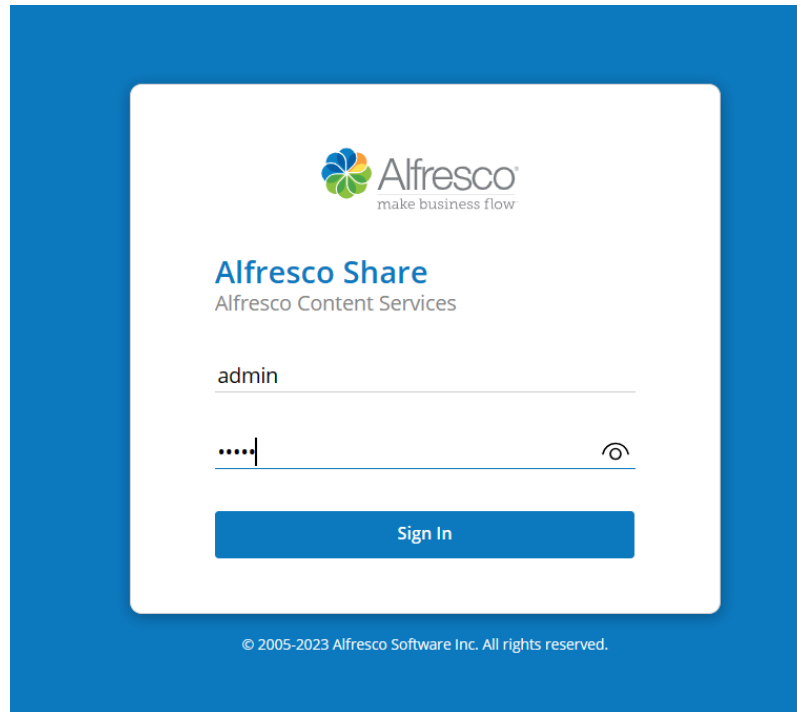 Alfresco
make business flow
Alfresco Share
Alfresco Content Services
admin
•••••
Sign In
© 2005-2023 Alfresco Software Inc. All rights reserved.